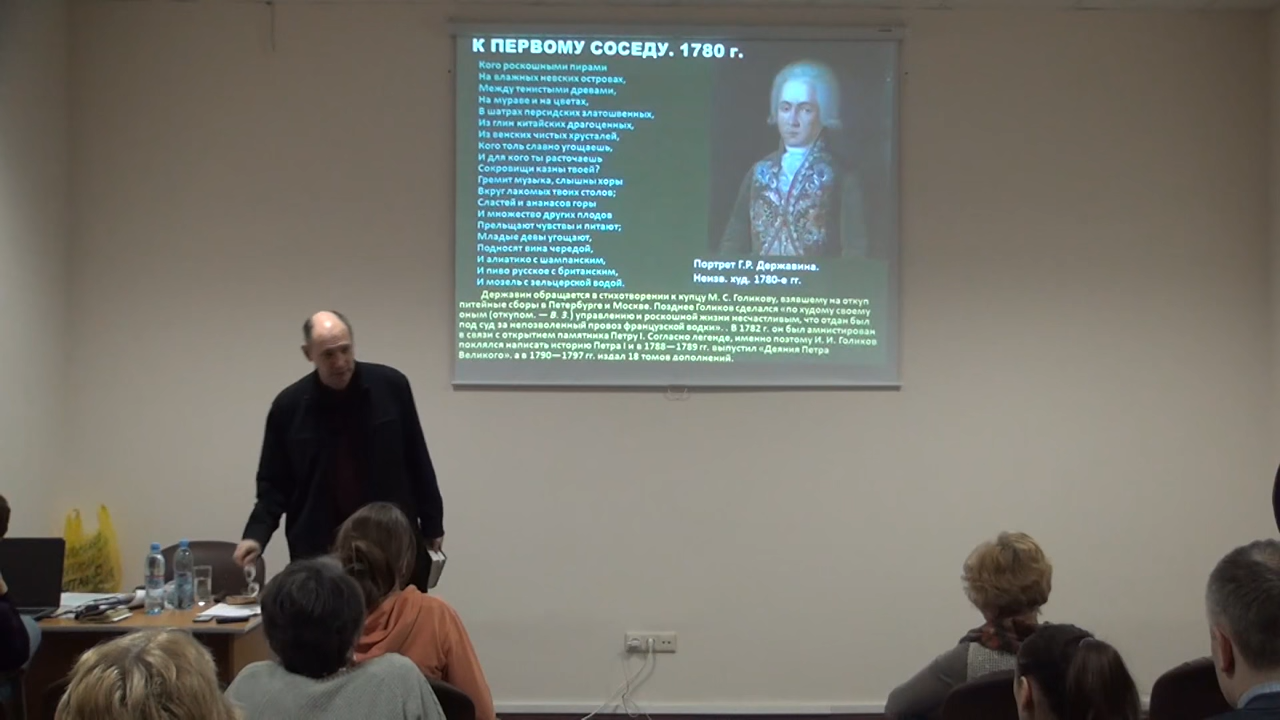 К ПЕРВОМУ СОСЕДУ. 1780 г.
Кого роскошными пирами
На влажных невских островах,
Между тенистыми древами,
На мураве и на цветах,
В шатрах персидских златошвенных,
Из глин китайских драгоценных,
Из венских чистых хрусталей,
Кого толь славно угощаешь,
И для кого ты расточаешь
Сокровищи казны твоей?
Гремит музыка, слышны хоры
Вкруг лакомых твоих столов;
Сластей и ананасов горы
И множество других плодов
Прельщают чувствы и питают;
Младые девы угощают,
Подносят вина чередой,
И алиатико с шампанским,
И пиво русское с британским,
И мозель с зельцерской водой.
Портрет Г.Р. Державина.
Неизв. худ. 1780-е гг.
Державин обращается в стихотворении к купцу М. С. Голикову, взявшему на откуп
питейные сборы в Петербурге и Москве. Позднее Голиков сделался «по худому своему
оным (откупом. — В. З.) управлению и роскошной жизни несчастливым, что отдан был
под суд за непозволенный провоз французской водки». . В 1782 г. он был амнистирован
в связи с открытием памятника Петру I. Согласно легенде, именно поэтому И. И. Голиков
поклялся написать историю Петра I и в 1788—1789 гг. выпустил «Деяния Петра
Великого», а в 1790—1797 гг. издал 18 томов дополнений.